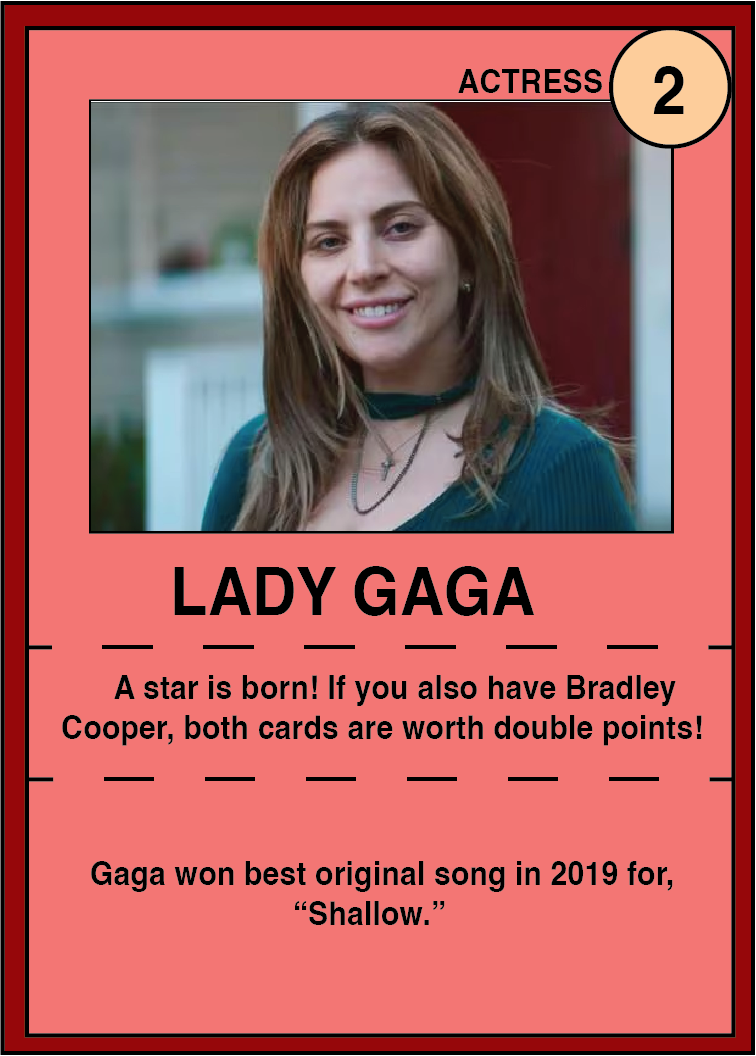 ACTRESS 2
LADY GAGA
A star is born! If you also have Bradley
Cooper, both cards are worth double points!
Gaga won best original song in 2019 for,
“Shallow.”